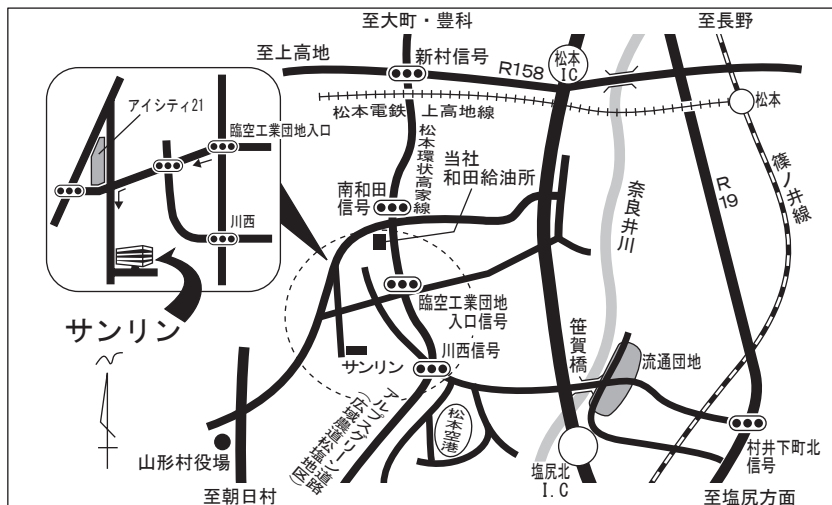 至大町・豊科
至長野
至上高地
新村信号
R158
松本
IC
アイシティ21
臨空工業団地入口
川西
サンリン
松本電鉄 上高地線
松本
松本環状高家線
当社
和田給油所
南和田
信号
奈良井川
R
19
篠ノ井線
臨空工業団地
入口信号
笹賀橋
流通団地
サンリン
川西信号
アルプスグリーン道路
(広域農道松塩地区)
松本空港
山形村役場
塩尻北
I.C
村井下町北
信号
至朝日村
至塩尻方面